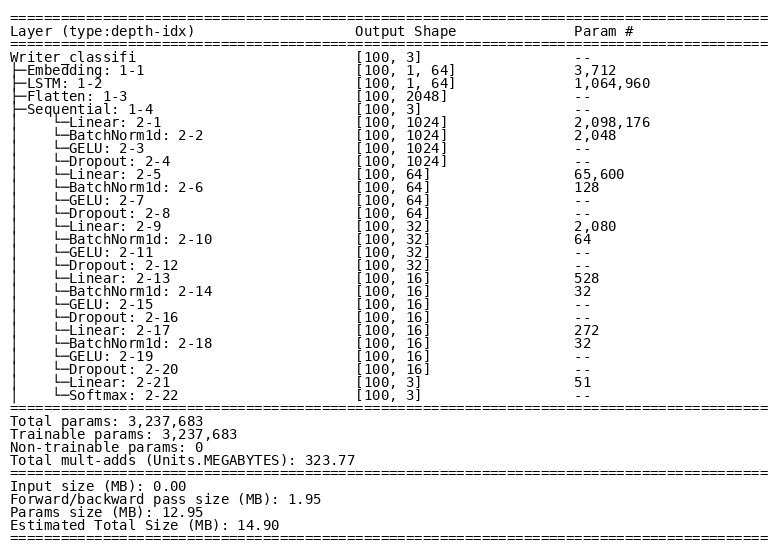 ==========================================================================================
Layer (type:depth-idx)                   Output Shape              Param #
==========================================================================================
Writer_classifi                          [100, 3]                  --
├─Embedding: 1-1                         [100, 1, 64]              3,712
├─LSTM: 1-2                              [100, 1, 64]              1,064,960
├─Flatten: 1-3                           [100, 2048]               --
├─Sequential: 1-4                        [100, 3]                  --
│    └─Linear: 2-1                       [100, 1024]               2,098,176
│    └─BatchNorm1d: 2-2                  [100, 1024]               2,048
│    └─GELU: 2-3                         [100, 1024]               --
│    └─Dropout: 2-4                      [100, 1024]               --
│    └─Linear: 2-5                       [100, 64]                 65,600
│    └─BatchNorm1d: 2-6                  [100, 64]                 128
│    └─GELU: 2-7                         [100, 64]                 --
│    └─Dropout: 2-8                      [100, 64]                 --
│    └─Linear: 2-9                       [100, 32]                 2,080
│    └─BatchNorm1d: 2-10                 [100, 32]                 64
│    └─GELU: 2-11                        [100, 32]                 --
│    └─Dropout: 2-12                     [100, 32]                 --
│    └─Linear: 2-13                      [100, 16]                 528
│    └─BatchNorm1d: 2-14                 [100, 16]                 32
│    └─GELU: 2-15                        [100, 16]                 --
│    └─Dropout: 2-16                     [100, 16]                 --
│    └─Linear: 2-17                      [100, 16]                 272
│    └─BatchNorm1d: 2-18                 [100, 16]                 32
│    └─GELU: 2-19                        [100, 16]                 --
│    └─Dropout: 2-20                     [100, 16]                 --
│    └─Linear: 2-21                      [100, 3]                  51
│    └─Softmax: 2-22                     [100, 3]                  --
==========================================================================================
Total params: 3,237,683
Trainable params: 3,237,683
Non-trainable params: 0
Total mult-adds (Units.MEGABYTES): 323.77
==========================================================================================
Input size (MB): 0.00
Forward/backward pass size (MB): 1.95
Params size (MB): 12.95
Estimated Total Size (MB): 14.90
==========================================================================================